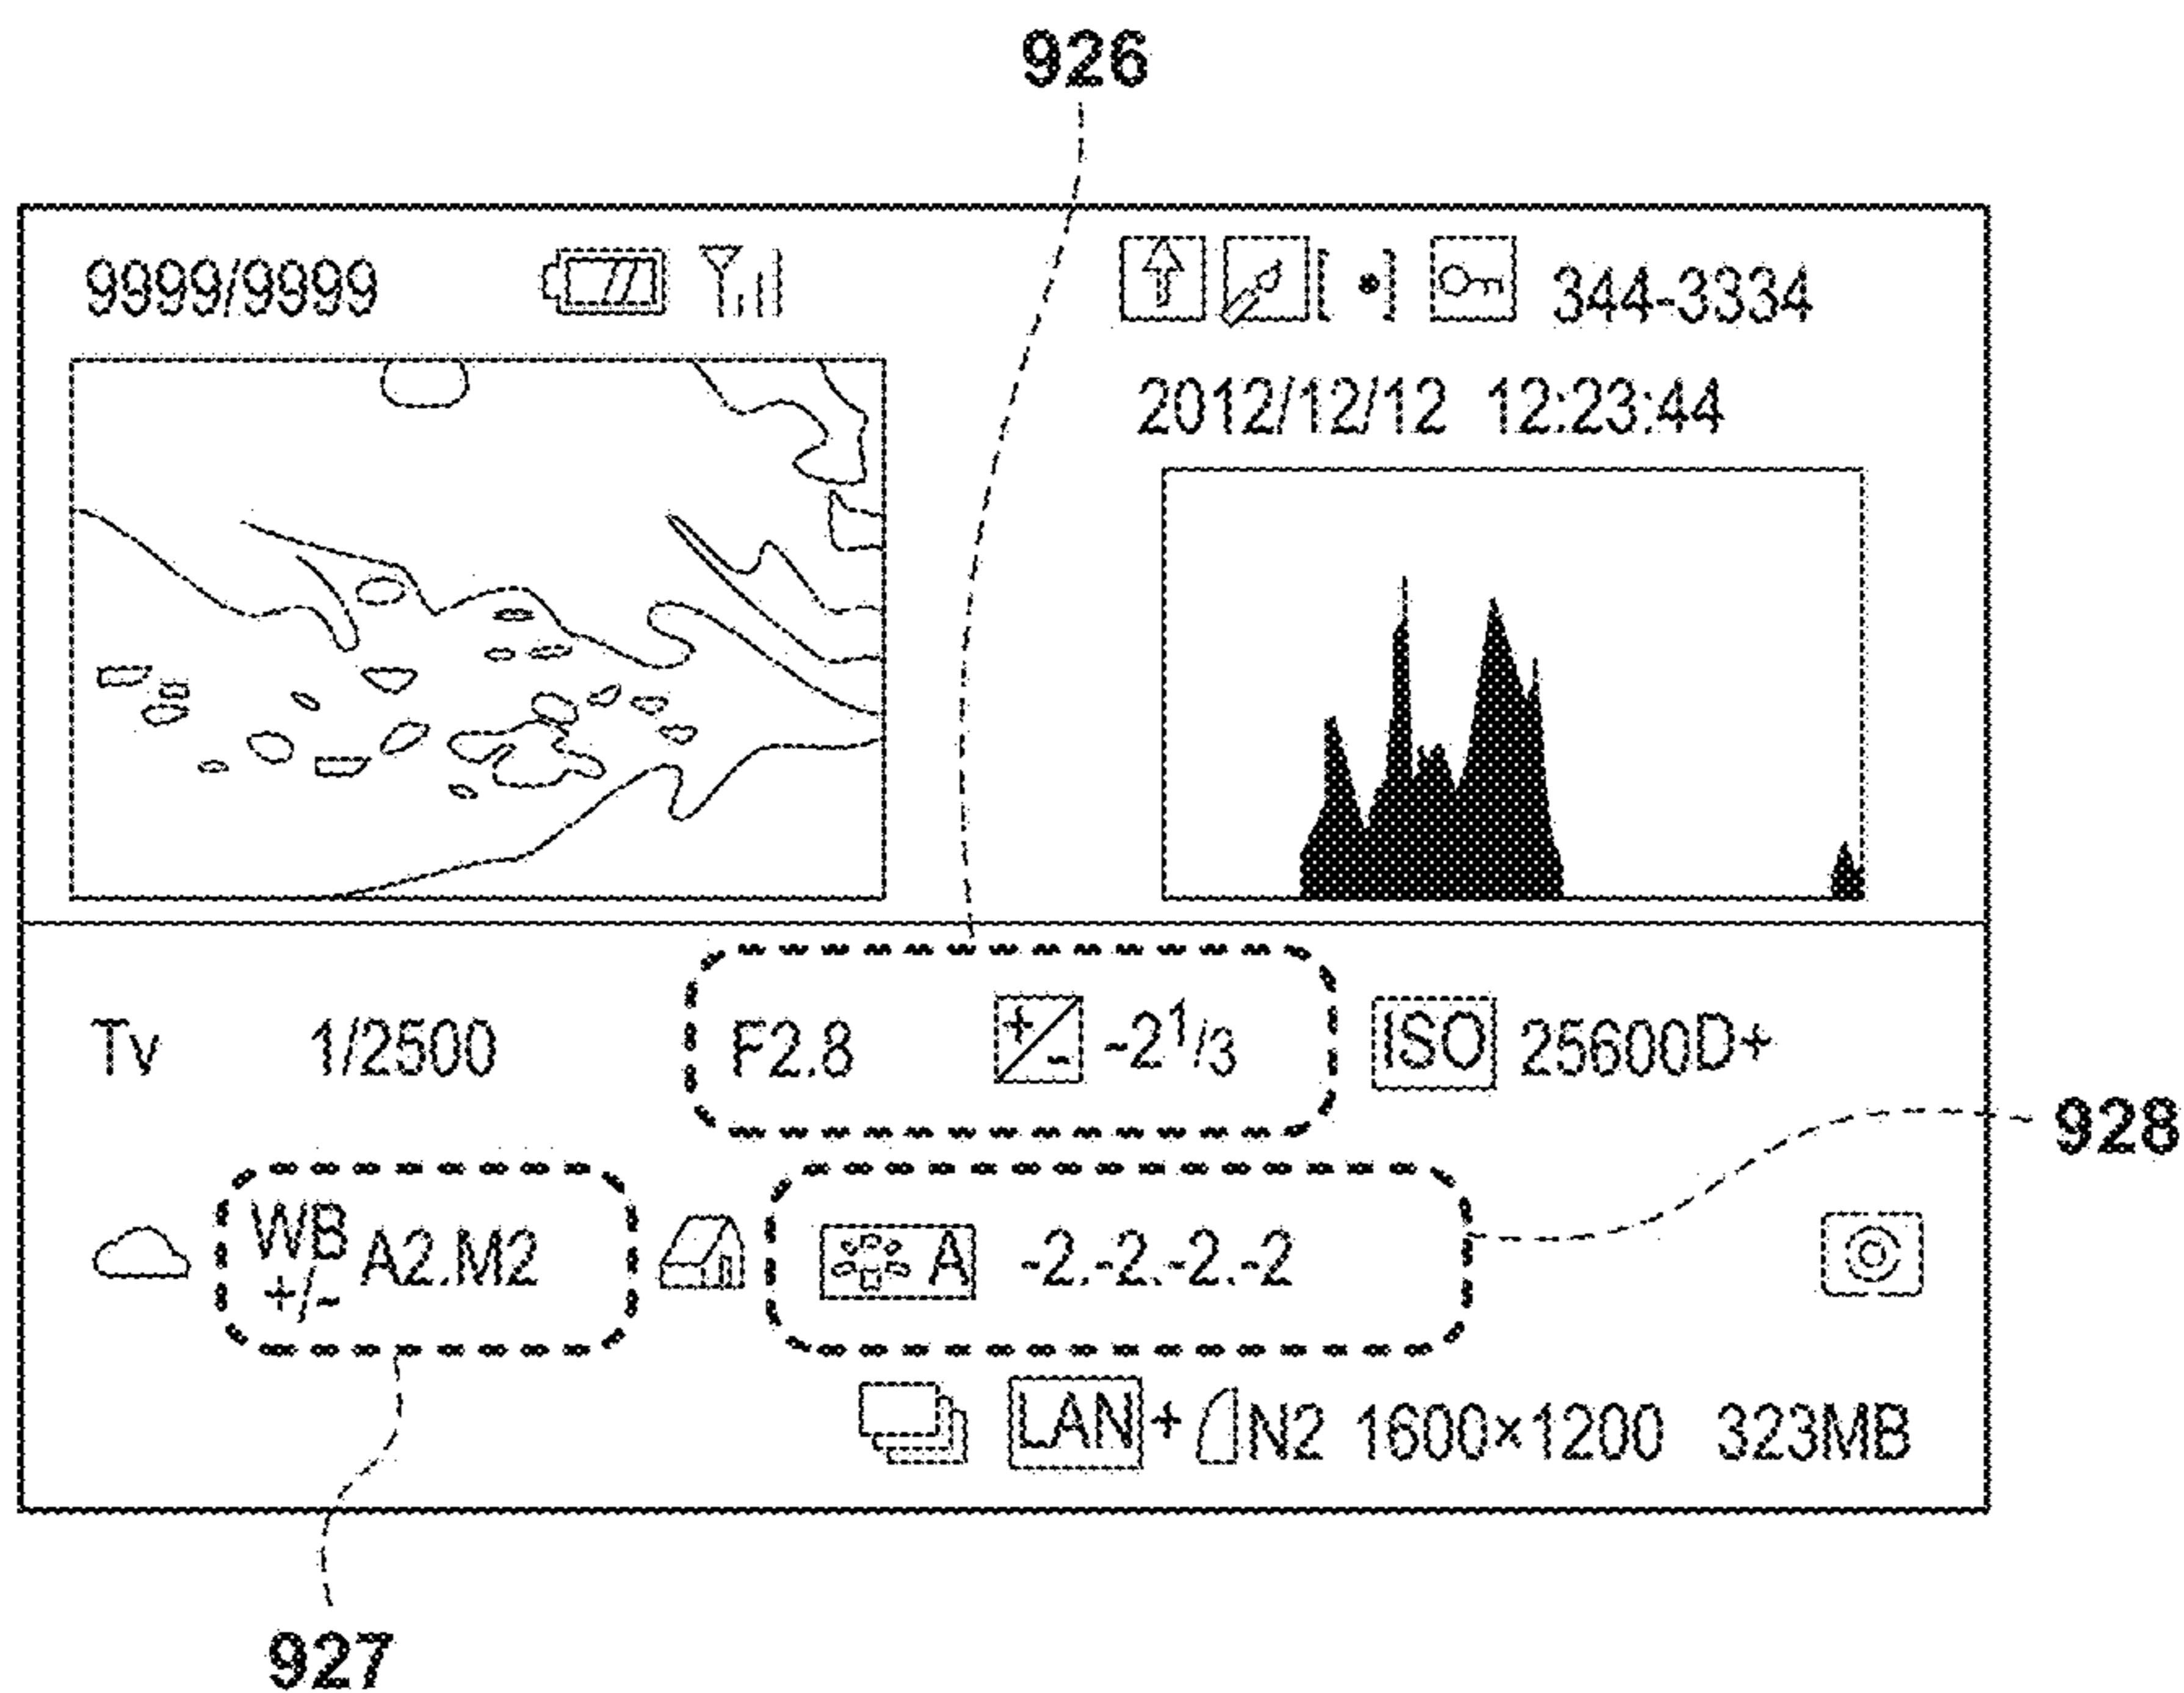 926
9999/9999 344-3334
2012/12/12 12:23:44
Tv 1/2500 F2.8 +/- -2 1/3 ISO 25600D+
928
WB +/- A2.M2 A -2.-2.-2.-2
LAN+ N2 1600×1200 323MB
927